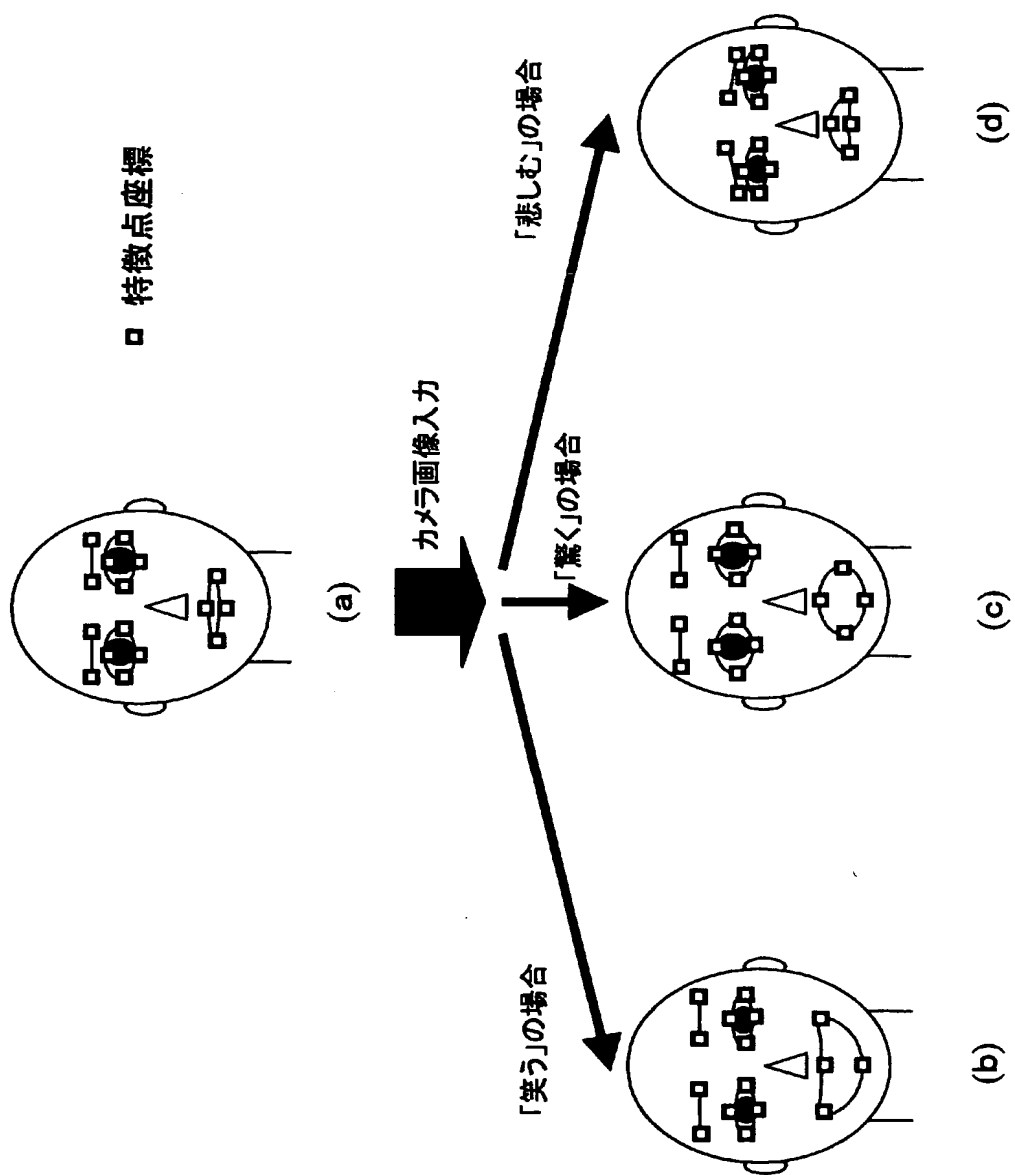 □ 特徴点座標
(a)
カメラ画像入力
「笑う」の場合
「驚く」の場合
「悲しむ」の場合
(b)
(c)
(d)